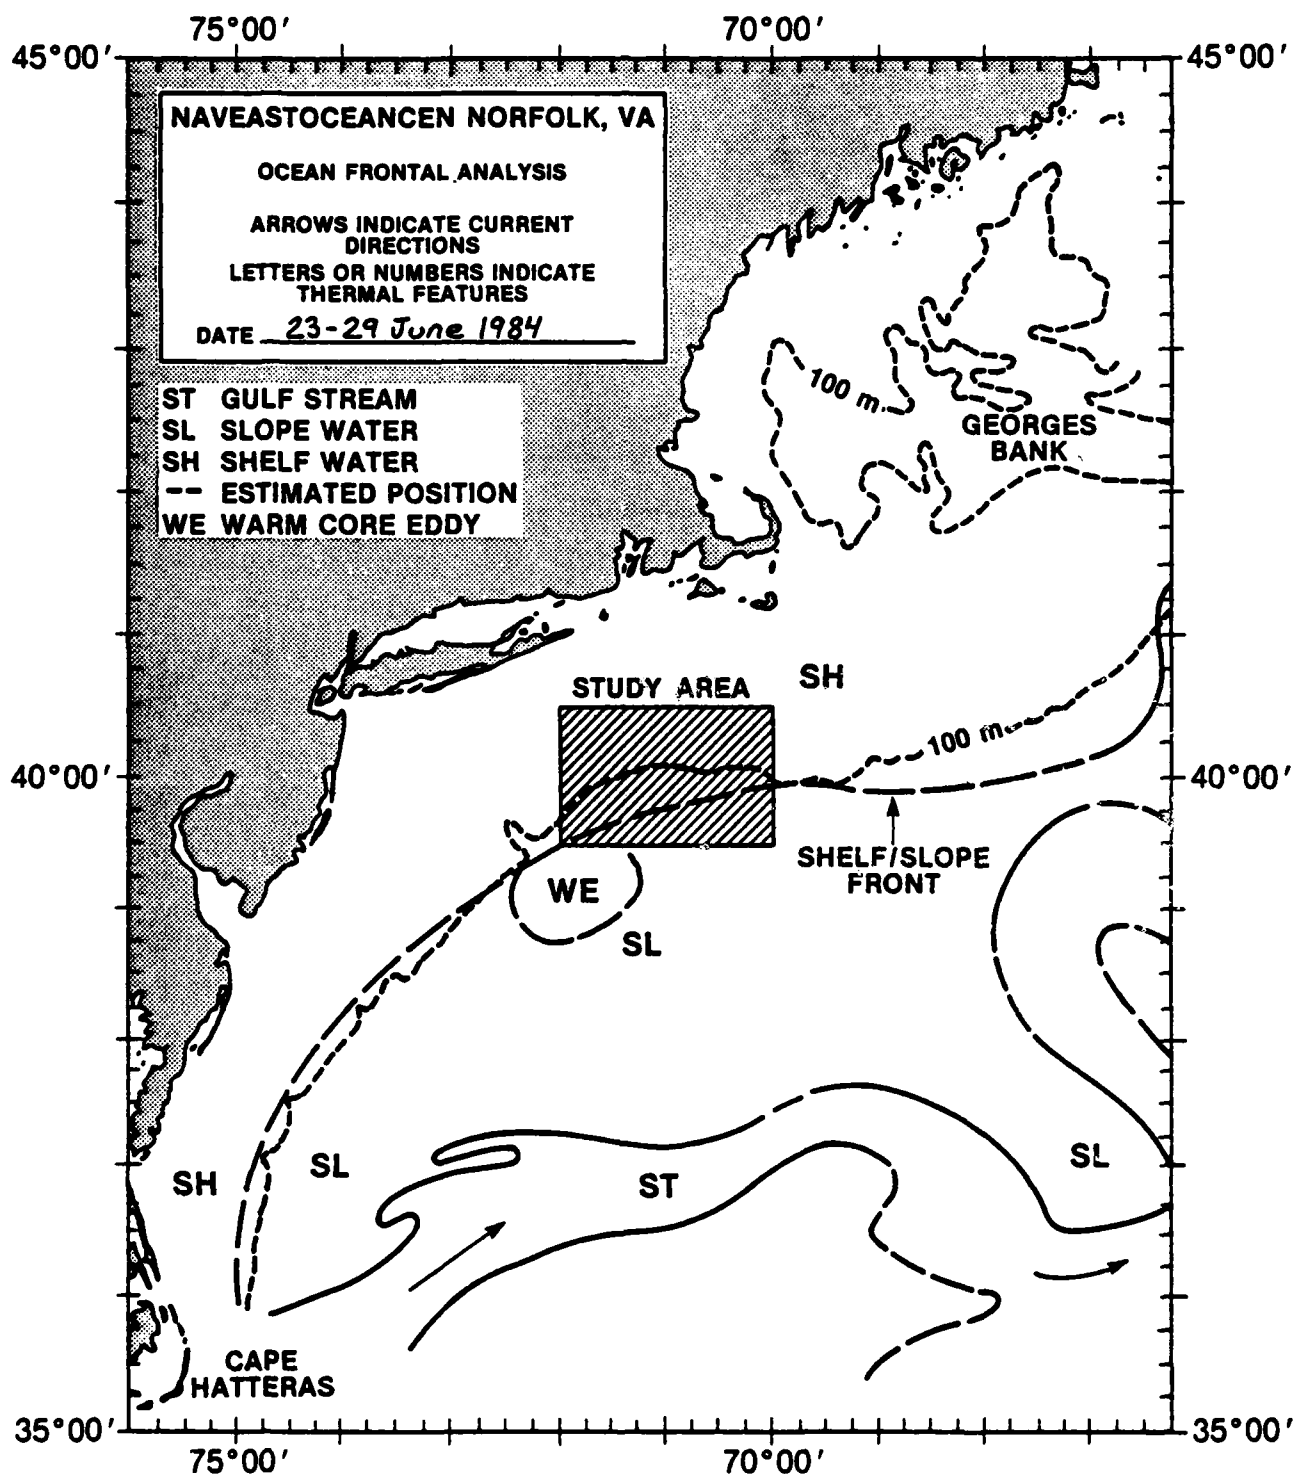 75°00′ 70°00′
45°00′ 45°00′
NAVEASTOCEANCEN NORFOLK, VA
OCEAN FRONTAL ANALYSIS
ARROWS INDICATE CURRENT
DIRECTIONS
LETTERS OR NUMBERS INDICATE
THERMAL FEATURES
DATE 23-29 June 1984
ST GULF STREAM
SL SLOPE WATER
SH SHELF WATER
-- ESTIMATED POSITION
WE WARM CORE EDDY
100 m
GEORGES
BANK
SH
STUDY AREA
100 m
40°00′ 40°00′
SHELF/SLOPE
FRONT
WE
SL
SL
SH
ST
SL
CAPE
HATTERAS
35°00′ 35°00′
75°00′ 70°00′